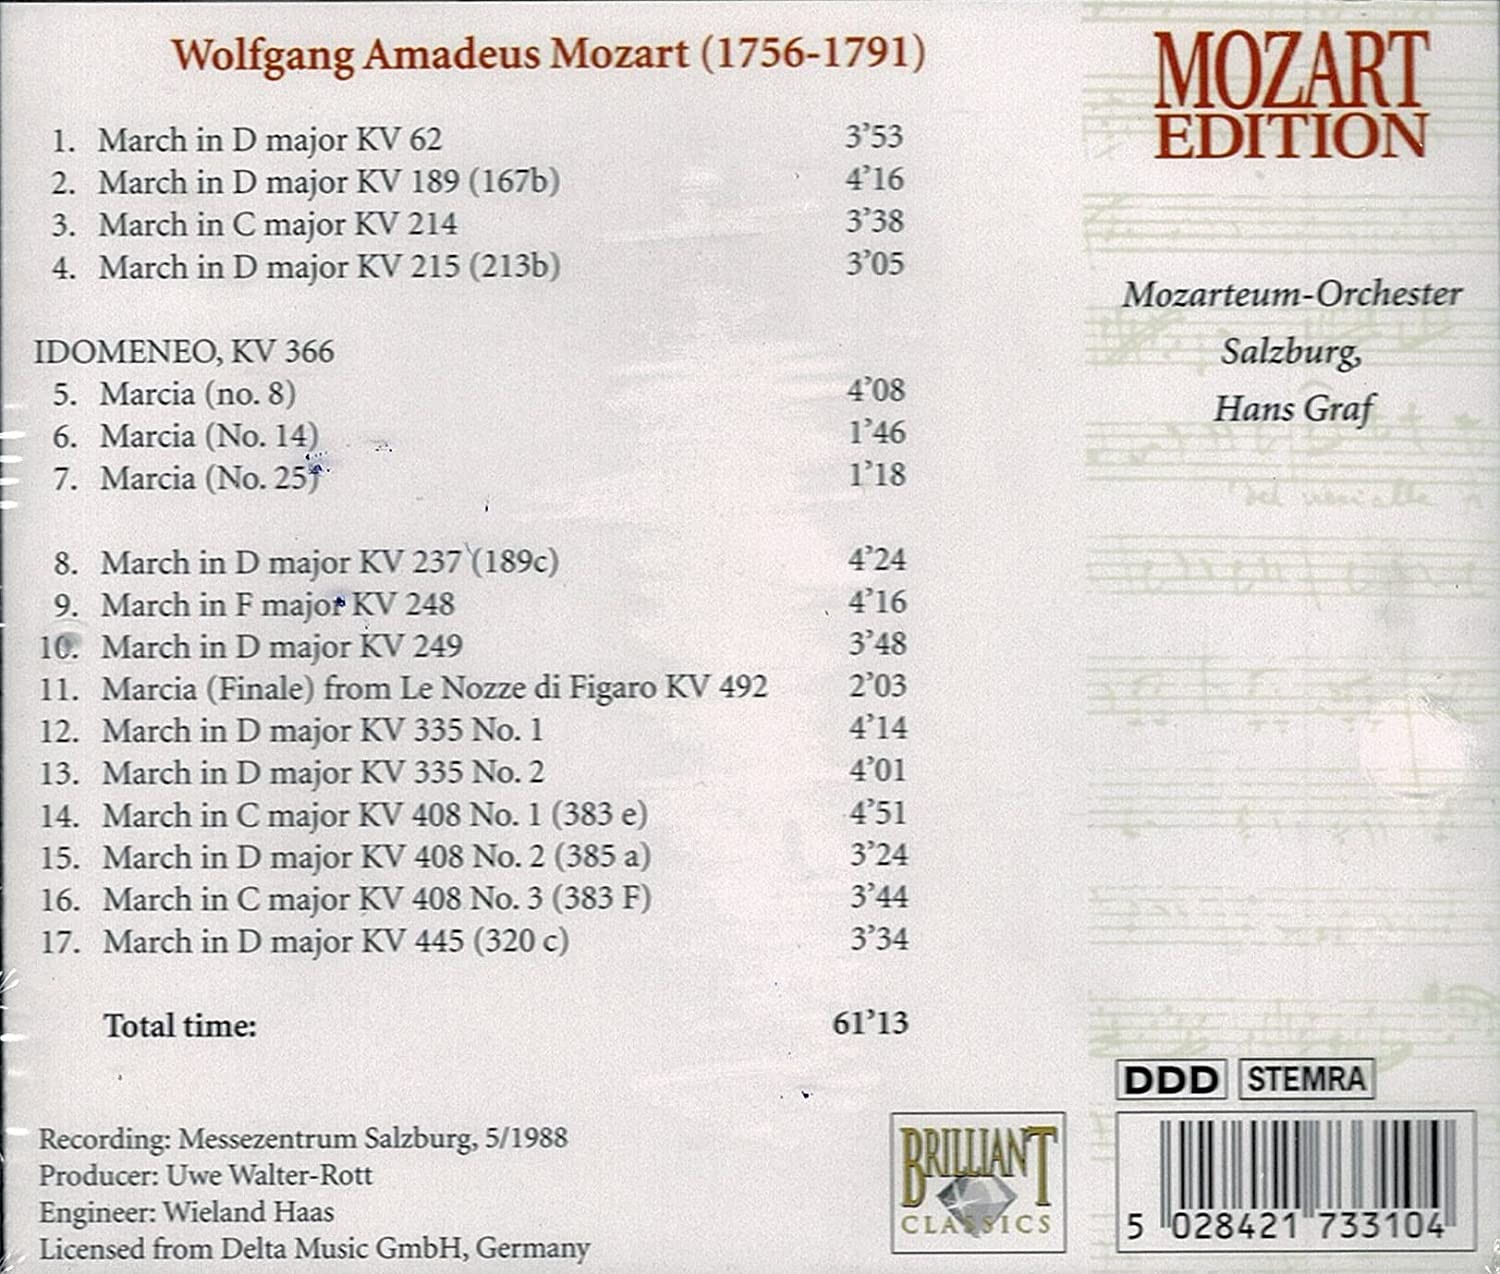 Wolfgang Amadeus Mozart (1756-1791)
1. March in D major KV 62 3’53
2. March in D major KV 189 (167b) 4’16
3. March in C major KV 214 3’38
4. March in D major KV 215 (213b) 3’05
IDOMENEO, KV 366
5. Marcia (no. 8) 4’08
6. Marcia (No. 14) 1’46
7. Marcia (No. 25) 1’18
8. March in D major KV 237 (189c) 4’24
9. March in F major KV 248 4’16
10. March in D major KV 249 3’48
11. Marcia (Finale) from Le Nozze di Figaro KV 492 2’03
12. March in D major KV 335 No. 1 4’14
13. March in D major KV 335 No. 2 4’01
14. March in C major KV 408 No. 1 (383 e) 4’51
15. March in D major KV 408 No. 2 (385 a) 3’24
16. March in C major KV 408 No. 3 (383 F) 3’44
17. March in D major KV 445 (320 c) 3’34
Total time: 61’13
Recording: Messezentrum Salzburg, 5/1988
Producer: Uwe Walter-Rott
Engineer: Wieland Haas
Licensed from Delta Music GmbH, Germany
BRILLIANT
CLASSICS
MOZART
EDITION
Mozarteum-Orchester
Salzburg,
Hans Graf
DDD STEMRA
5 028421 733104